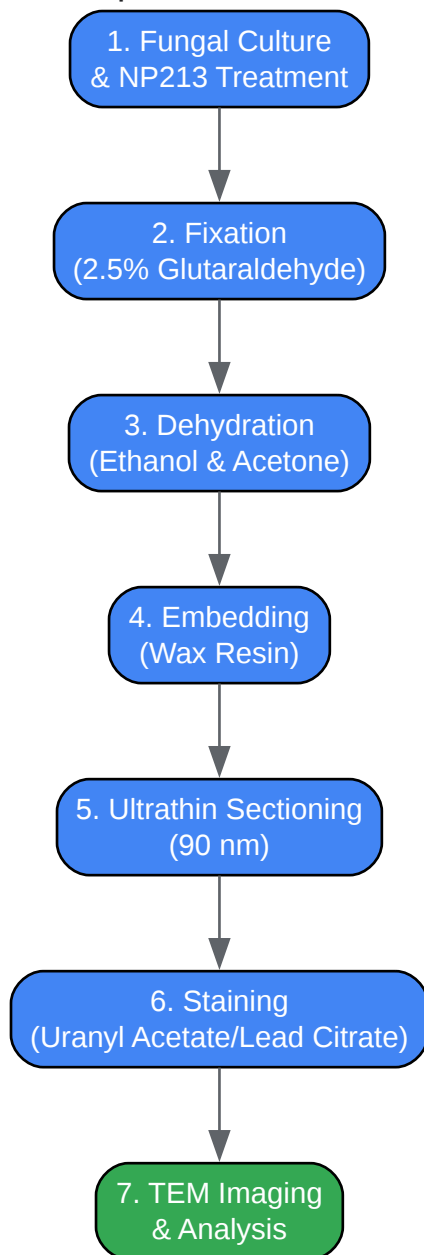 1. Fungal Culture
& NP213 Treatment
2. Fixation
(2.5% Glutaraldehyde)
3. Dehydration
(Ethanol & Acetone)
4. Embedding
(Wax Resin)
5. Ultrathin Sectioning
(90 nm)
6. Staining
(Uranyl Acetate/Lead Citrate)
7. TEM Imaging
& Analysis